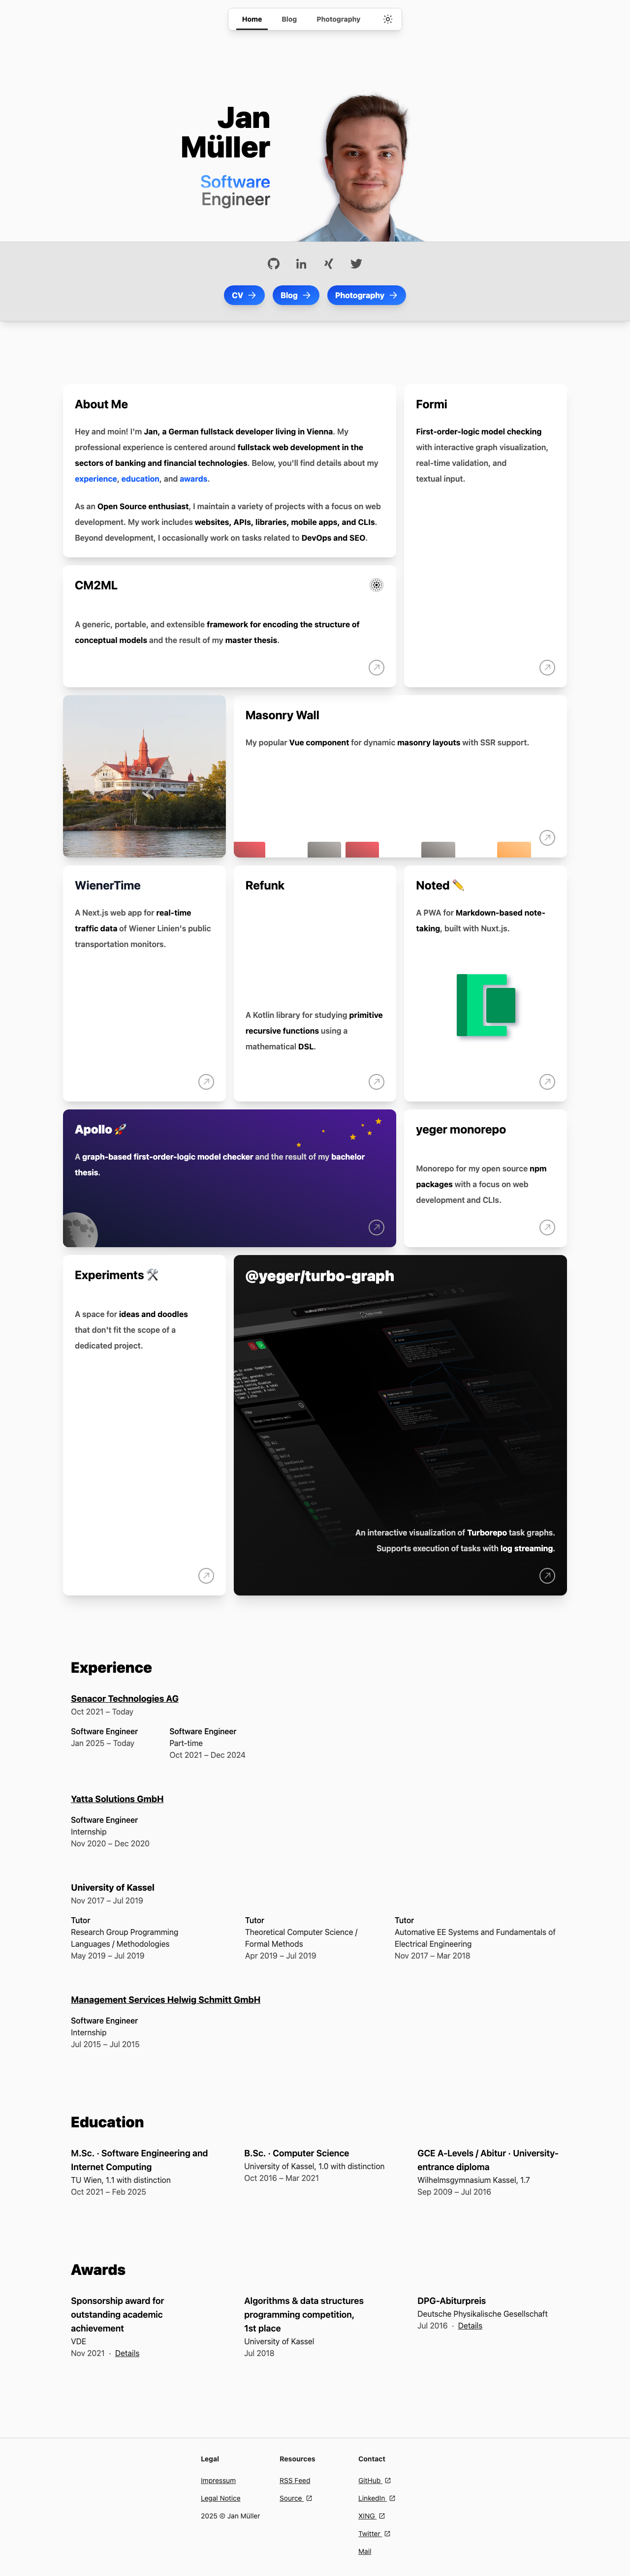 Home Blog Photography
Jan
Müller
Software
Engineer
CV Blog Photography
About Me
Hey and moin! I'm Jan, a German fullstack developer living in Vienna. My
professional experience is centered around fullstack web development in the
sectors of banking and financial technologies. Below, you'll find details about my
experience, education, and awards.
As an Open Source enthusiast, I maintain a variety of projects with a focus on web
development. My work includes websites, APIs, libraries, mobile apps, and CLIs.
Beyond development, I occasionally work on tasks related to DevOps and SEO.
Formi
First-order-logic model checking
with interactive graph visualization,
real-time validation, and
textual input.
CM2ML
A generic, portable, and extensible framework for encoding the structure of
conceptual models and the result of my master thesis.
Masonry Wall
My popular Vue component for dynamic masonry layouts with SSR support.
WienerTime
A Next.js web app for real-time
traffic data of Wiener Linien's public
transportation monitors.
Refunk
A Kotlin library for studying primitive
recursive functions using a
mathematical DSL.
Noted ✏️
A PWA for Markdown-based note-
taking, built with Nuxt.js.
Apollo 🚀
A graph-based first-order-logic model checker and the result of my bachelor
thesis.
yeger monorepo
Monorepo for my open source npm
packages with a focus on web
development and CLIs.
Experiments 🛠️
A space for ideas and doodles
that don't fit the scope of a
dedicated project.
@yeger/turbo-graph
An interactive visualization of Turborepo task graphs.
Supports execution of tasks with log streaming.
Experience
Senacor Technologies AG
Oct 2021 – Today
Software Engineer
Jan 2025 – Today
Software Engineer
Part-time
Oct 2021 – Dec 2024
Yatta Solutions GmbH
Software Engineer
Internship
Nov 2020 – Dec 2020
University of Kassel
Nov 2017 – Jul 2019
Tutor
Research Group Programming
Languages / Methodologies
May 2019 – Jul 2019
Tutor
Theoretical Computer Science /
Formal Methods
Apr 2019 – Jul 2019
Tutor
Automative EE Systems and Fundamentals of
Electrical Engineering
Nov 2017 – Mar 2018
Management Services Helwig Schmitt GmbH
Software Engineer
Internship
Jul 2015 – Jul 2015
Education
M.Sc. · Software Engineering and
Internet Computing
TU Wien, 1.1 with distinction
Oct 2021 – Feb 2025
B.Sc. · Computer Science
University of Kassel, 1.0 with distinction
Oct 2016 – Mar 2021
GCE A-Levels / Abitur · University-
entrance diploma
Wilhelmsgymnasium Kassel, 1.7
Sep 2009 – Jul 2016
Awards
Sponsorship award for
outstanding academic
achievement
VDE
Nov 2021 · Details
Algorithms & data structures
programming competition,
1st place
University of Kassel
Jul 2018
DPG-Abiturpreis
Deutsche Physikalische Gesellschaft
Jul 2016 · Details
Legal
Impressum
Legal Notice
2025 © Jan Müller
Resources
RSS Feed
Source
Contact
GitHub
LinkedIn
XING
Twitter
Mail